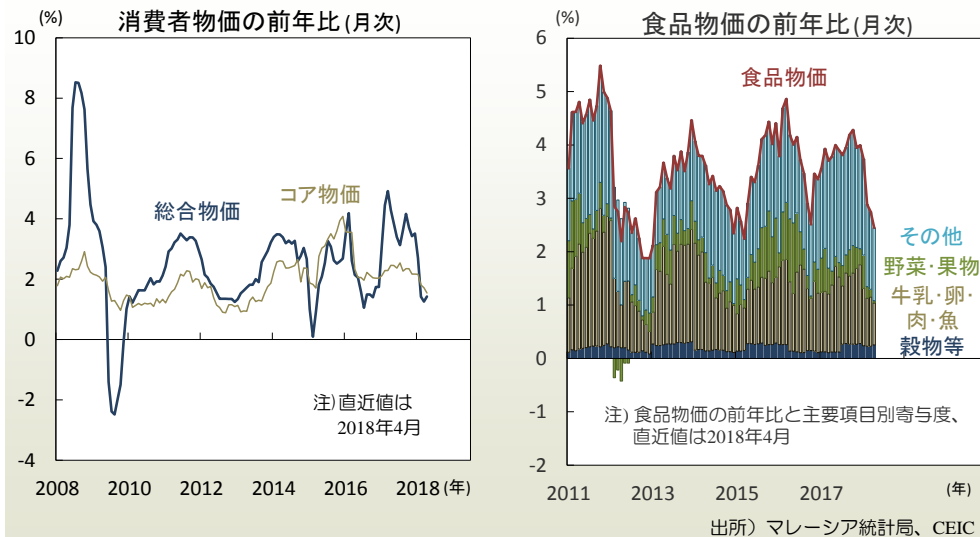 消費者物価の前年比(月次)
(%)
10
8
6
4
2
0
-2
-4
総合物価
コア物価
注)直近値は
2018年4月
2008
2010
2012
2014
2016
2018
(年)
食品物価の前年比(月次)
(%)
6
5
4
3
2
1
0
-1
-2
食品物価
その他
野菜・果物
牛乳・卵・
肉・魚
穀物等
注) 食品物価の前年比と主要項目別寄与度、
直近値は2018年4月
2011
2013
2015
2017
(年)
出所）マレーシア統計局、CEIC